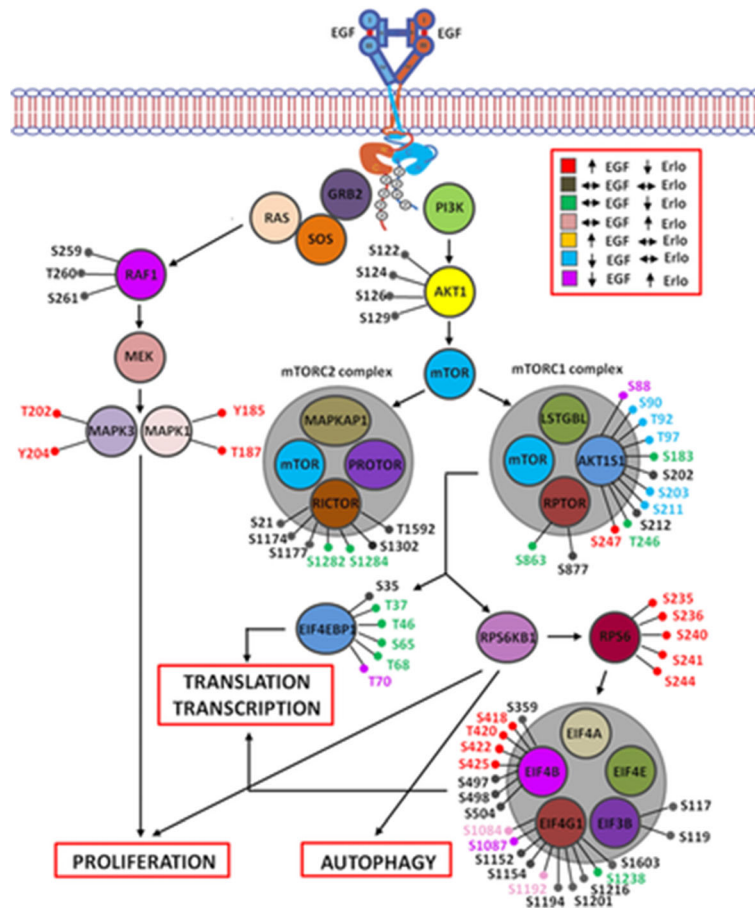 EGF EGF
EGF Erlo
EGF Erlo
EGF Erlo
EGF Erlo
EGF Erlo
EGF Erlo
EGF Erlo
GRB2
RAS
SOS
PI3K
S259
T260
S261
RAF1
S122
S124
S126
S129
AKT1
MEK
mTOR
mTORC2 complex
mTORC1 complex
T202
Y204
MAPK3
MAPK1
Y185
T187
MAPKAP1
mTOR
PROTOR
RICTOR
S21
S1174
S1177
S1282
S1284
S1302
T1592
LSTGBL
mTOR
AKT1S1
RPTOR
S88
S90
T92
T97
S183
S202
S203
S211
S212
T246
S247
S863
S877
EIF4EBP1
S35
T37
T46
S65
T68
T70
RPS6KB1
RPS6
S235
S236
S240
S241
S244
TRANSLATION
TRANSCRIPTION
S359
S418
T420
S422
S425
S497
S498
S504
EIF4A
EIF4B
EIF4E
EIF4G1
EIF3B
S117
S119
S1084
S1087
S1152
S1154
S1192
S1194
S1201
S1216
S1238
S1603
PROLIFERATION
AUTOPHAGY